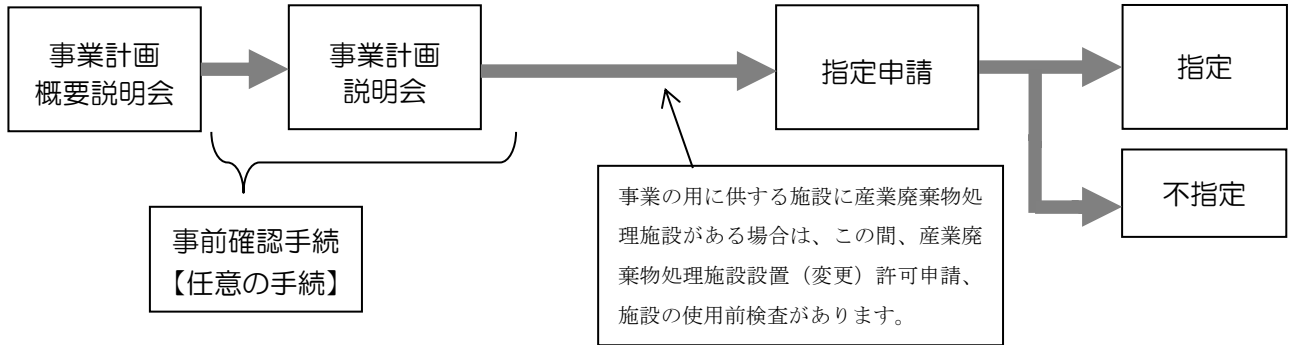 事業計画
概要説明会
事業計画
説明会
指定申請
指定
不指定
事前確認手続
【任意の手続】
事業の用に供する施設に産業廃棄物処
理施設がある場合は、この間、産業廃
棄物処理施設設置（変更）許可申請、
施設の使用前検査があります。